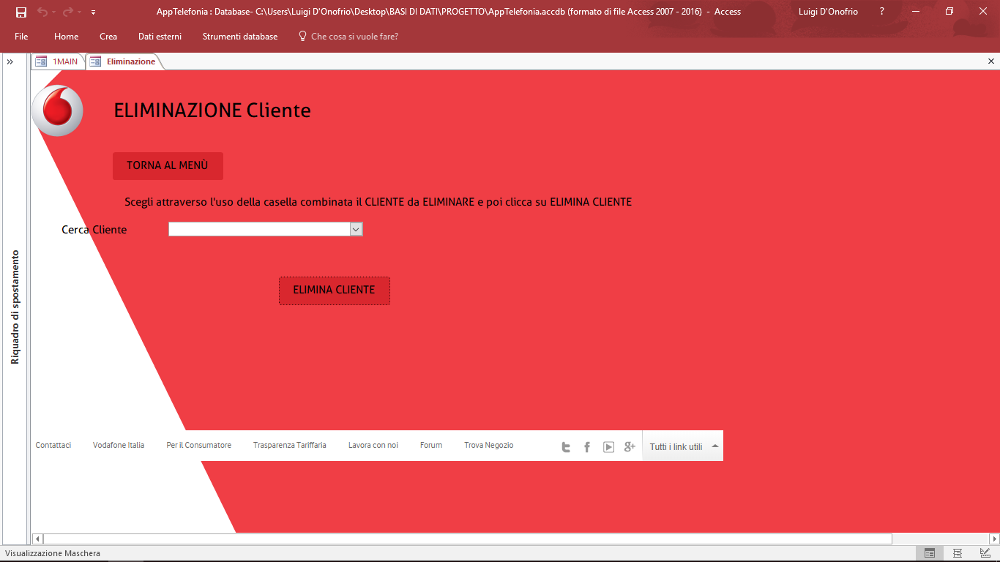 AppTelefonia : Database- C:\Users\Luigi D'Onofrio\Desktop\BASI DI DATI\PROGETTO\AppTelefonia.accdb (formato di file Access 2007 - 2016) - Access
Luigi D'Onofrio
?
File
Home
Crea
Dati esterni
Strumenti database
Che cosa si vuole fare?
1MAIN
Eliminazione
ELIMINAZIONE Cliente
TORNA AL MENÙ
Scegli attraverso l'uso della casella combinata il CLIENTE da ELIMINARE e poi clicca su ELIMINA CLIENTE
Cerca Cliente
Riquadro di spostamento
ELIMINA CLIENTE
Contattaci
Vodafone Italia
Per il Consumatore
Trasparenza Tariffaria
Lavora con noi
Forum
Trova Negozio
Tutti i link utili
Visualizzazione Maschera